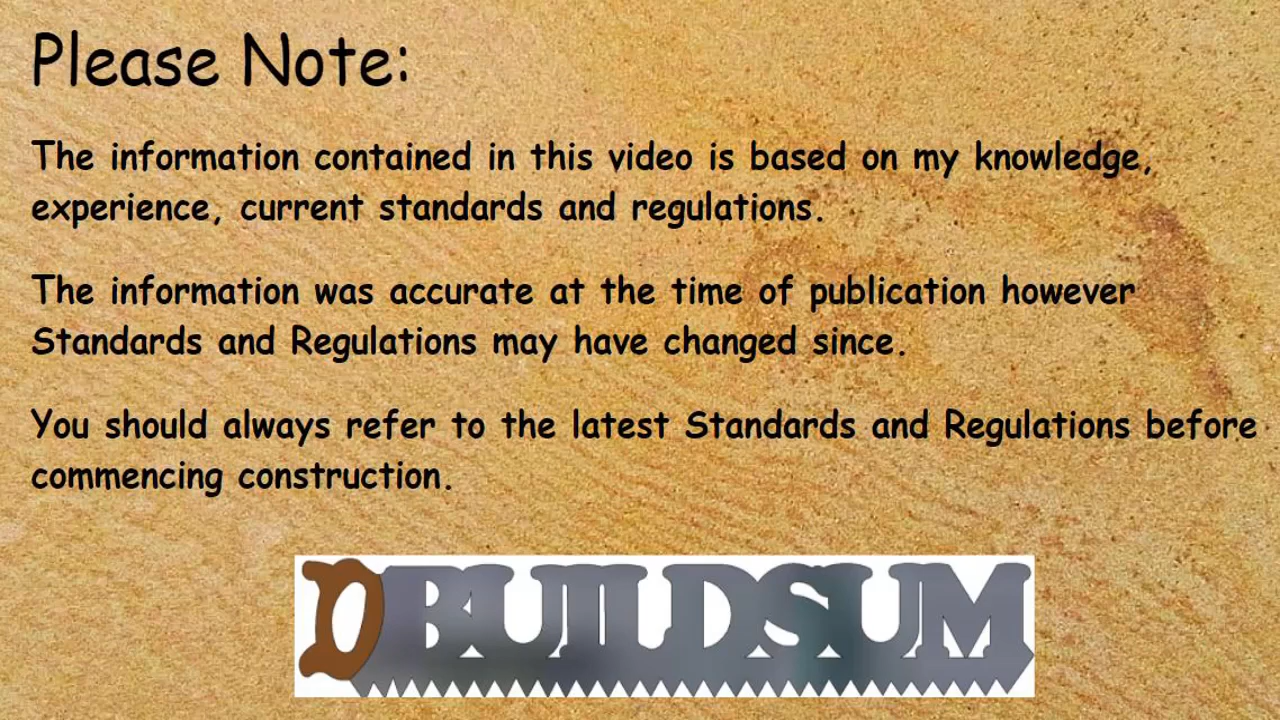 Please Note:
The information contained in this video is based on my knowledge,
experience, current standards and regulations.
The information was accurate at the time of publication however
Standards and Regulations may have changed since.
You should always refer to the latest Standards and Regulations before
commencing construction.
BUILDSUM